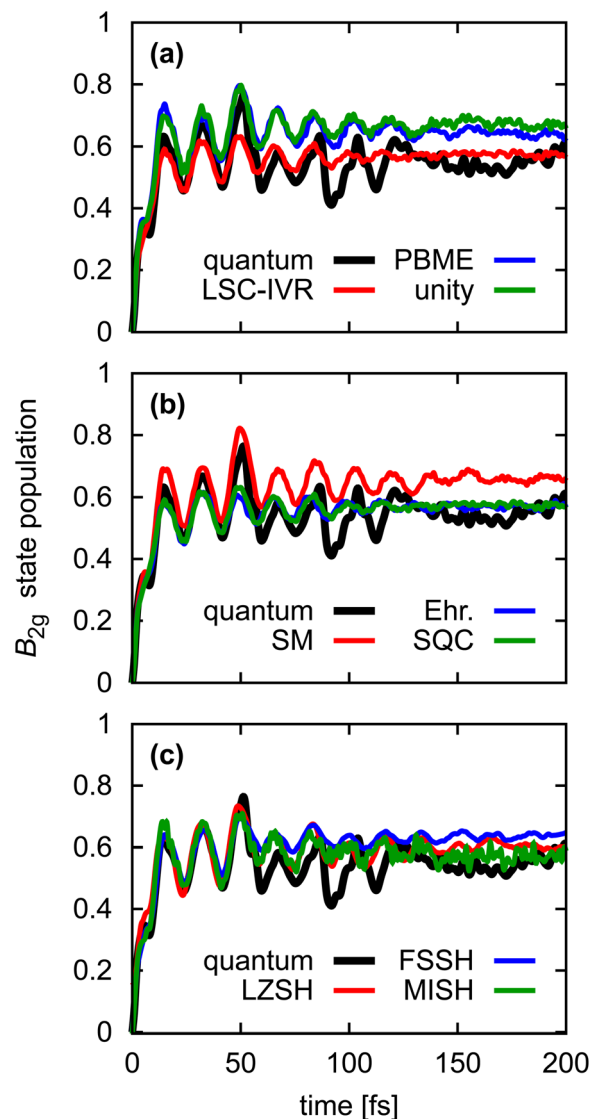 1
(a)
0.8
0.6
0.4
quantum PBME
0.2
LSC-IVR unity
0
1
(b)
0.8
0.6
0.4
quantum Ehr.
0.2
SM SQC
0
B2g state population
1
(c)
0.8
0.6
0.4
quantum FSSH
0.2
LZSH MISH
0
0 50 100 150 200
time [fs]